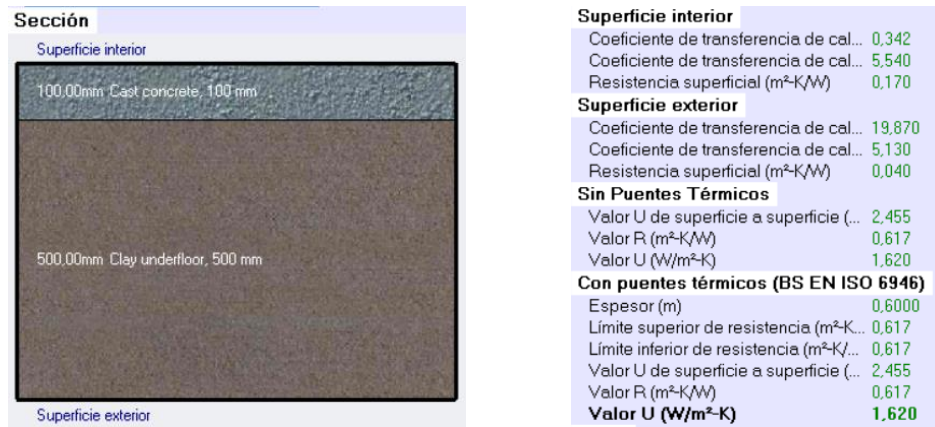 Sección
Superficie interior
100,00mm Cast concrete, 100 mm
500,00mm Clay underfloor, 500 mm
Superficie exterior
Superficie interior
Coeficiente de transferencia de cal... 0,342
Coeficiente de transferencia de cal... 5,540
Resistencia superficial (m²-K/W) 0,170
Superficie exterior
Coeficiente de transferencia de cal... 19,870
Coeficiente de transferencia de cal... 5,130
Resistencia superficial (m²-K/W) 0,040
Sin Puentes Térmicos
Valor U de superficie a superficie (... 2,455
Valor R (m²-K/W) 0,617
Valor U (W/m²-K) 1,620
Con puentes térmicos (BS EN ISO 6946)
Espesor (m) 0,6000
Límite superior de resistencia (m²-K... 0,617
Límite inferior de resistencia (m²-K/... 0,617
Valor U de superficie a superficie (... 2,455
Valor R (m²-K/W) 0,617
Valor U (W/m²-K) 1,620